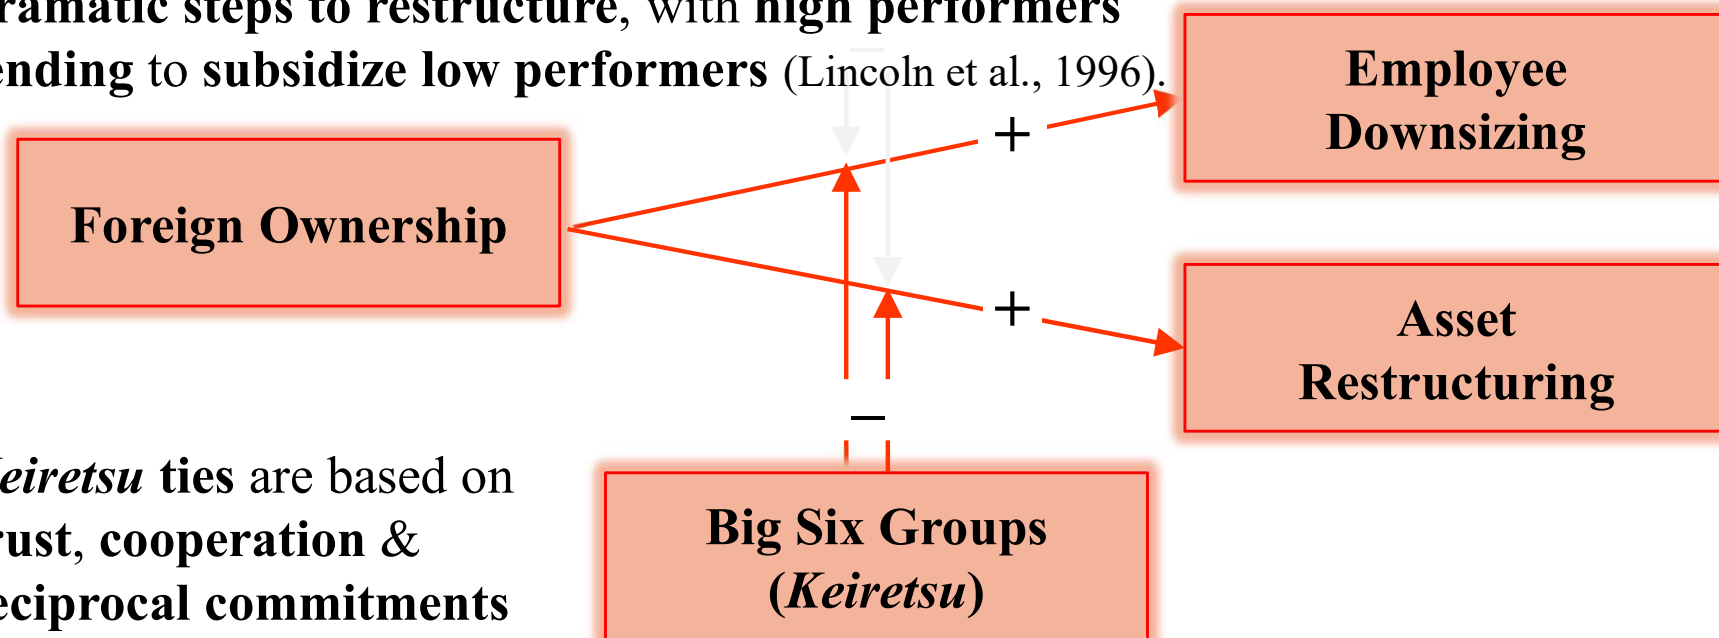 ramatic steps to restructure, with high performers
ending to subsidize low performers (Lincoln et al., 1996).
Employee
Downsizing
+
Foreign Ownership
+
Asset
Restructuring
–
eiretsu ties are based on
rust, cooperation &
eciprocal commitments
Big Six Groups
(Keiretsu)